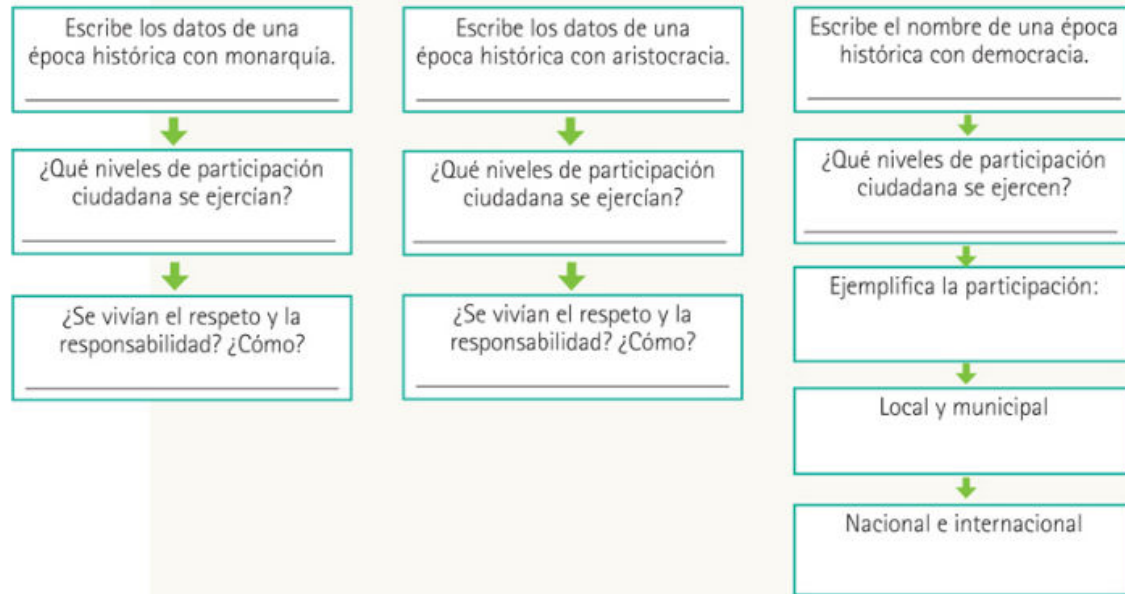 Escribe los datos de una
época histórica con monarquía.
¿Qué niveles de participación
ciudadana se ejercían?
¿Se vivían el respeto y la
responsabilidad? ¿Cómo?
Escribe los datos de una
época histórica con aristocracia.
¿Qué niveles de participación
ciudadana se ejercían?
¿Se vivían el respeto y la
responsabilidad? ¿Cómo?
Escribe el nombre de una época
histórica con democracia.
¿Qué niveles de participación
ciudadana se ejercen?
Ejemplifica la participación:
Local y municipal
Nacional e internacional